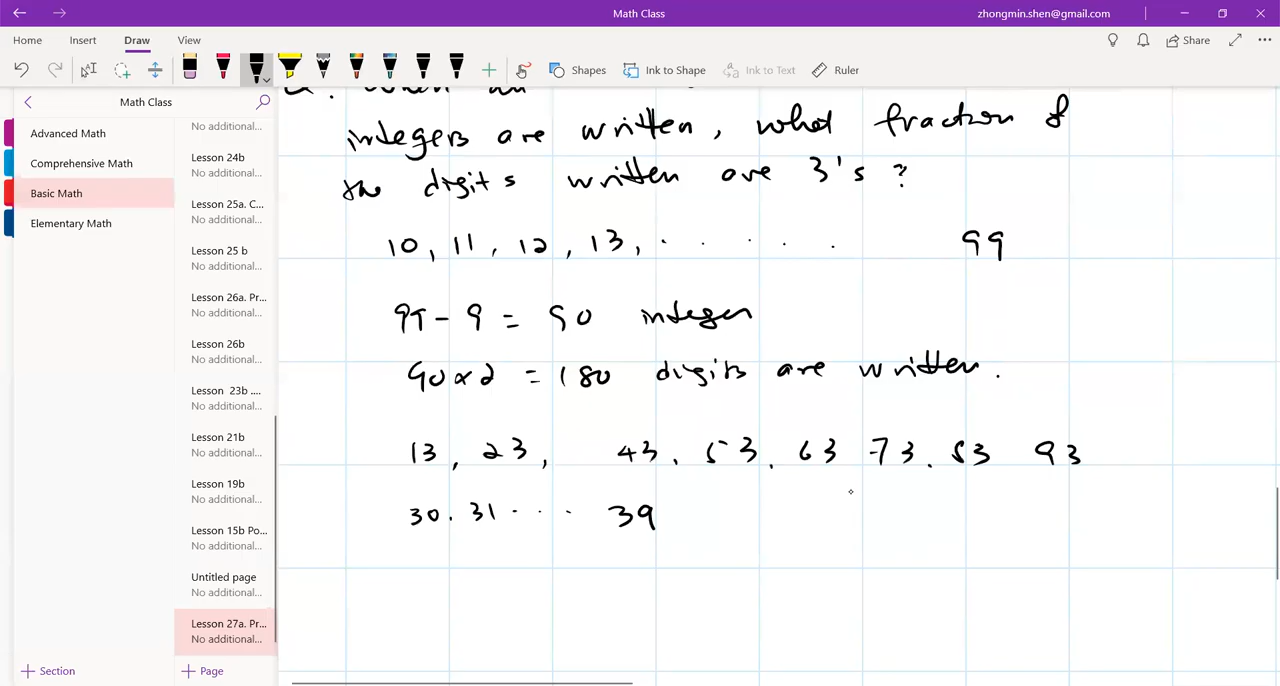 Math Class
zhongmin.shen@gmail.com
Home Insert Draw View
Share
Shapes Ink to Shape Ink to Text Ruler
Math Class
Advanced Math
Comprehensive Math
Basic Math
Elementary Math
No additional...
Lesson 24b
No additional...
Lesson 25a. C...
No additional...
Lesson 25 b
No additional...
Lesson 26a. Pr...
No additional...
Lesson 26b
No additional...
Lesson 23b ....
No additional...
Lesson 21b
No additional...
Lesson 19b
No additional...
Lesson 15b Po...
No additional...
Untitled page
No additional...
Lesson 27a. Pr...
No additional...
Section
Page
integers are written, what fraction of
the digits written are 3's ?
10, 11, 12, 13, . . . . . 99
99 - 9 = 90 integer
90 x 2 = 180 digits are written.
13, 23, 43. 53. 63 73. 83 93
30. 31 . . . 39